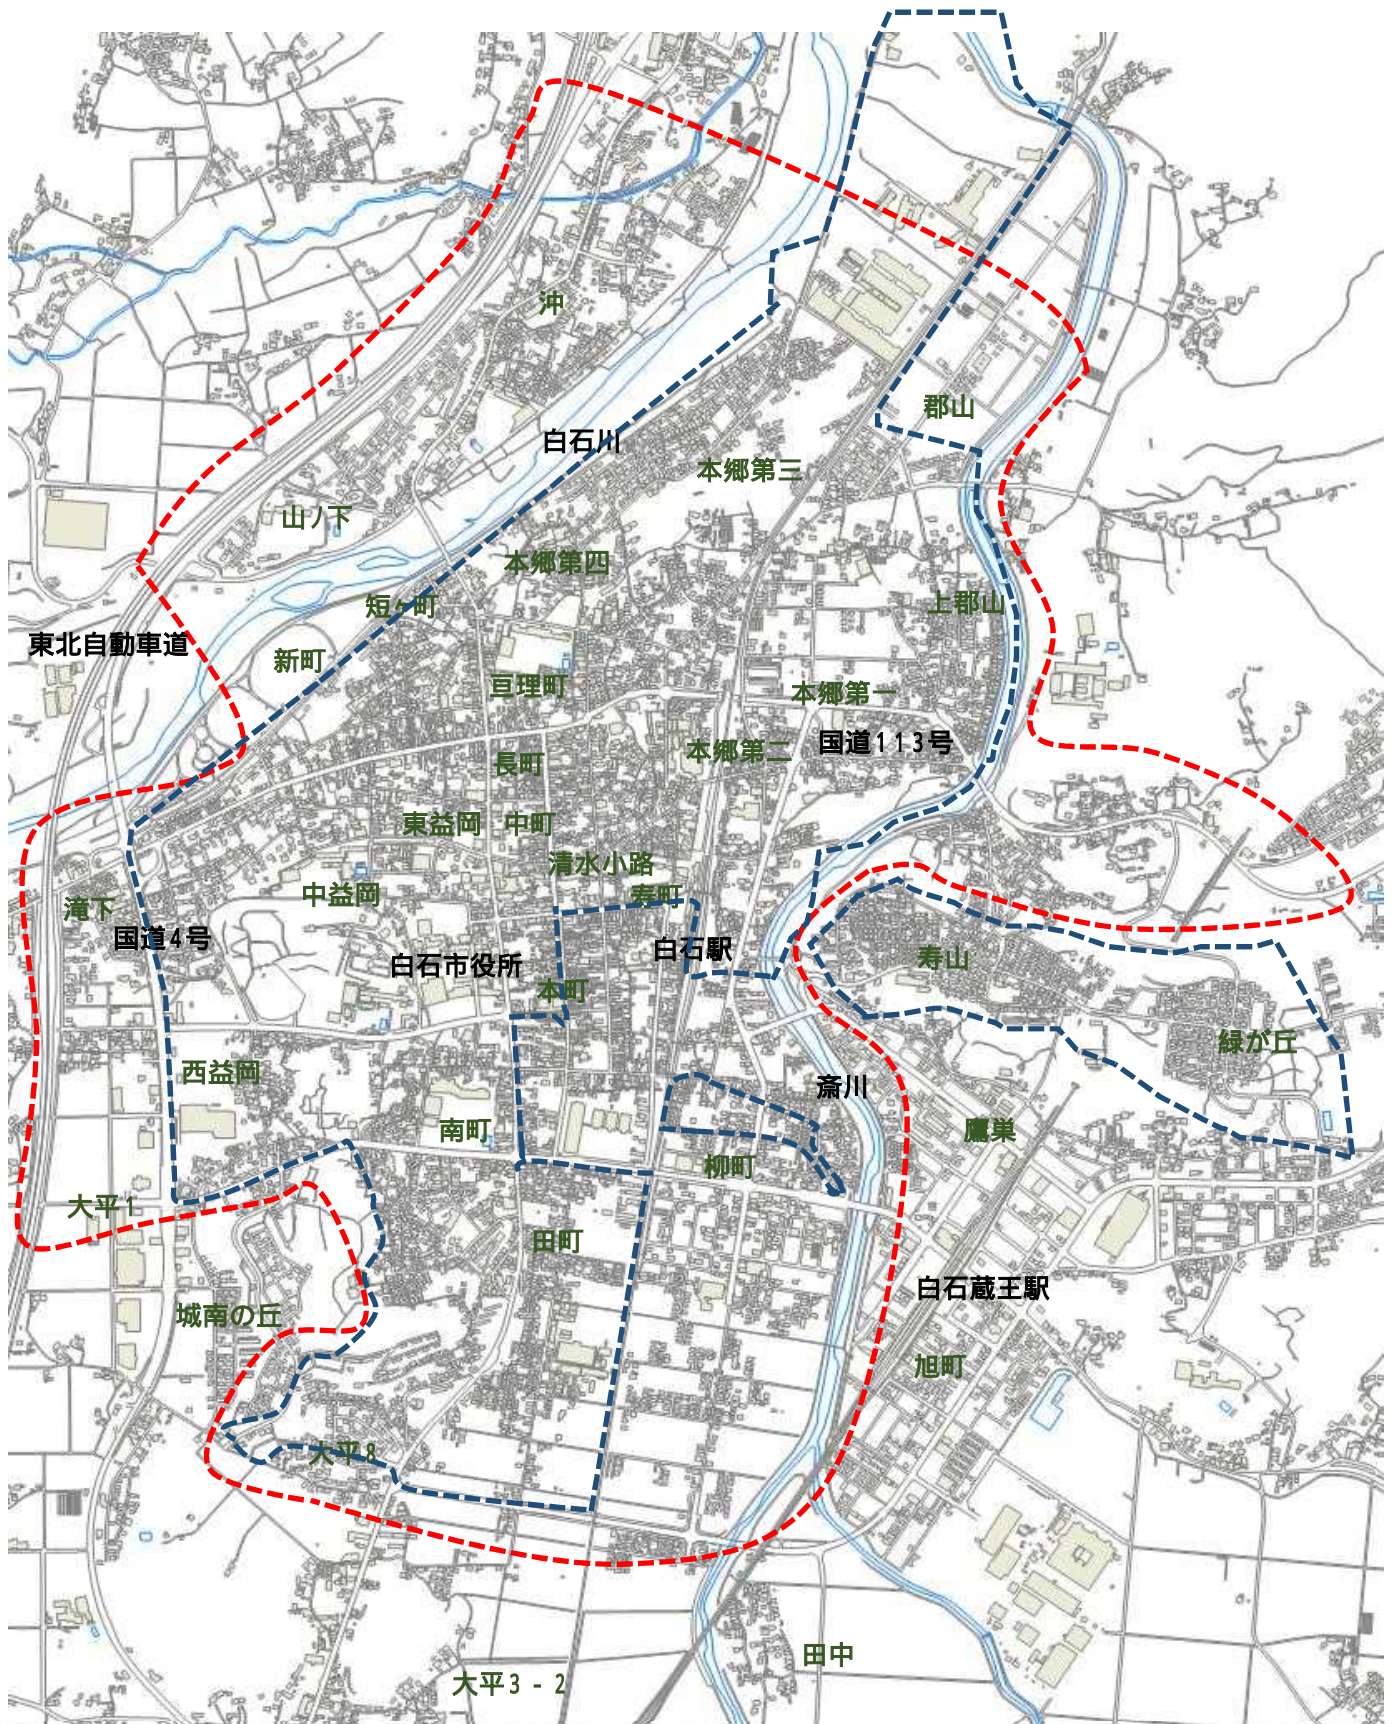 沖
郡山
白石川
本郷第三
山ノ下
本郷第四
短ヶ町
上郡山
東北自動車道
新町
亘理町
本郷第一
国道113号
長町
本郷第二
東益岡
中町
清水小路
中益岡
寿町
滝下
国道4号
白石駅
寿山
白石市役所
本町
緑が丘
西益岡
斎川
南町
鷹巣
柳町
大平1
田町
白石蔵王駅
城南の丘
旭町
大平8
田中
大平3-2